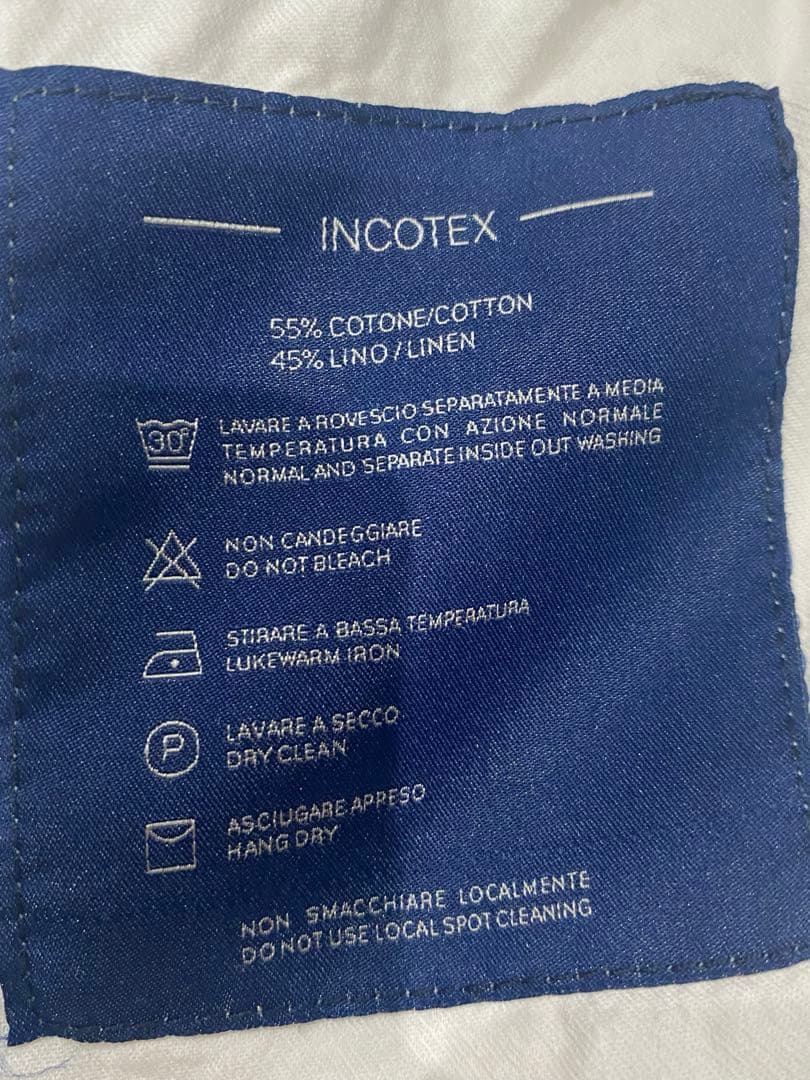 INCOTEX
55% COTONE/COTTON
45% LINO/LINEN
30°
LAVARE A ROVESCIO SEPARATAMENTE A MEDIA
TEMPERATURA CON AZIONE NORMALE
NORMAL AND SEPARATE INSIDE OUT WASHING
NON CANDEGGIARE
DO NOT BLEACH
STIRARE A BASSA TEMPERATURA
LUKEWARM IRON
P
LAVARE A SECCO
DRY CLEAN
ASCIUGARE APPESO
HANG DRY
NON SMACCHIARE LOCALMENTE
DO NOT USE LOCAL SPOT CLEANING